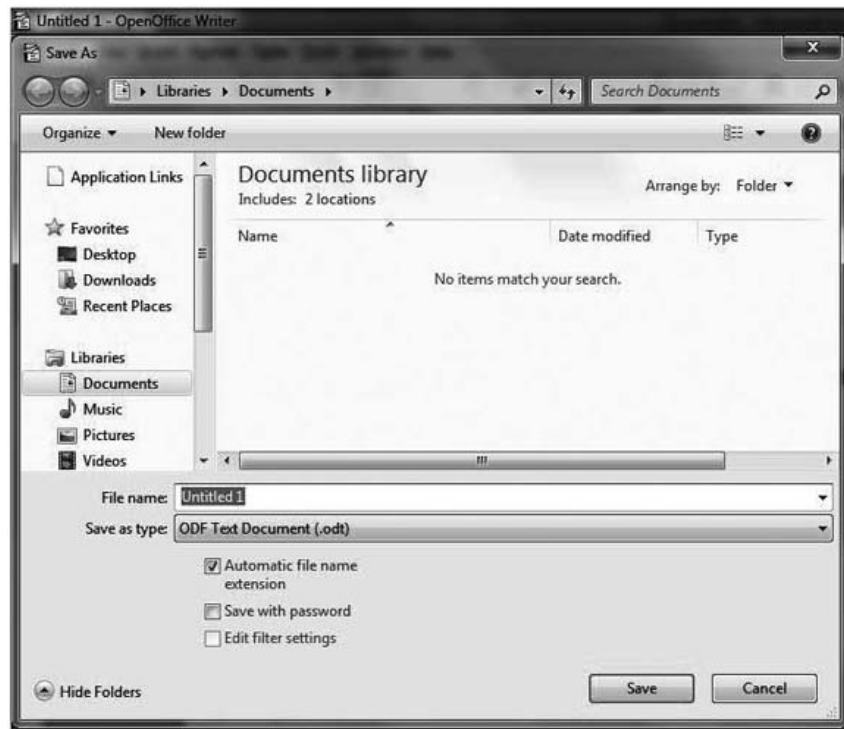 Untitled 1 - OpenOffice Writer
Save As
Libraries Documents
Search Documents
Organize New folder
Application Links
Favorites
Desktop
Downloads
Recent Places
Libraries
Documents
Music
Pictures
Videos
Documents library
Includes: 2 locations
Arrange by: Folder
Name Date modified Type
No items match your search.
File name: Untitled 1
Save as type: ODF Text Document (.odt)
Automatic file name
extension
Save with password
Edit filter settings
Hide Folders
Save Cancel